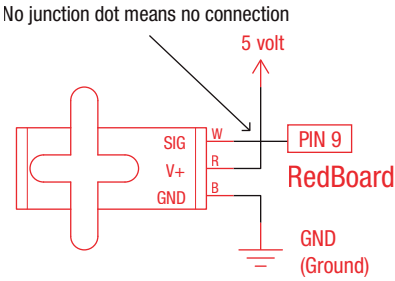 No junction dot means no connection
5 volt
SIG
W
PIN 9
V+
R
RedBoard
GND
B
GND
(Ground)